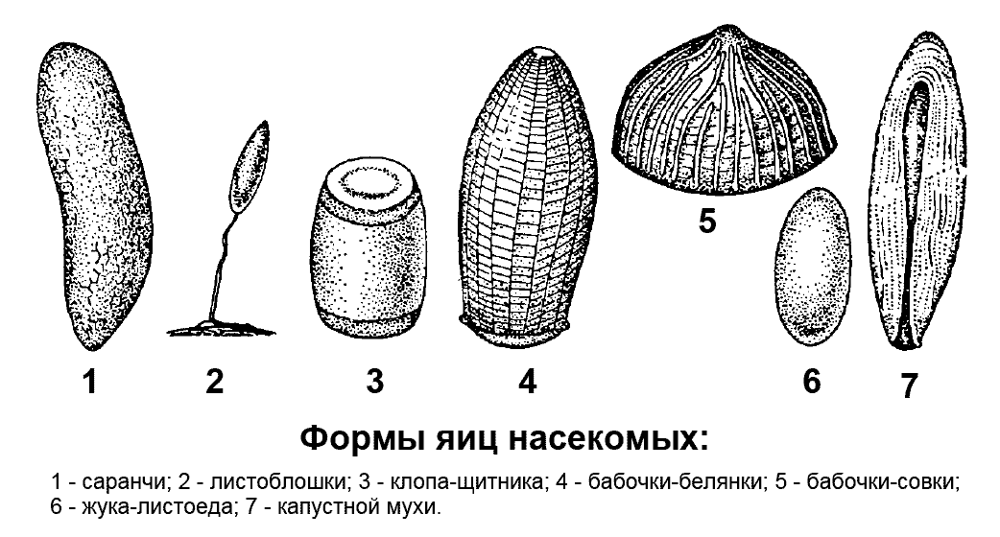 1 2 3 4 5 6 7
Формы яиц насекомых:
1 - саранчи; 2 - листоблошки; 3 - клопа-щитника; 4 - бабочки-белянки; 5 - бабочки-совки;
6 - жука-листоеда; 7 - капустной мухи.